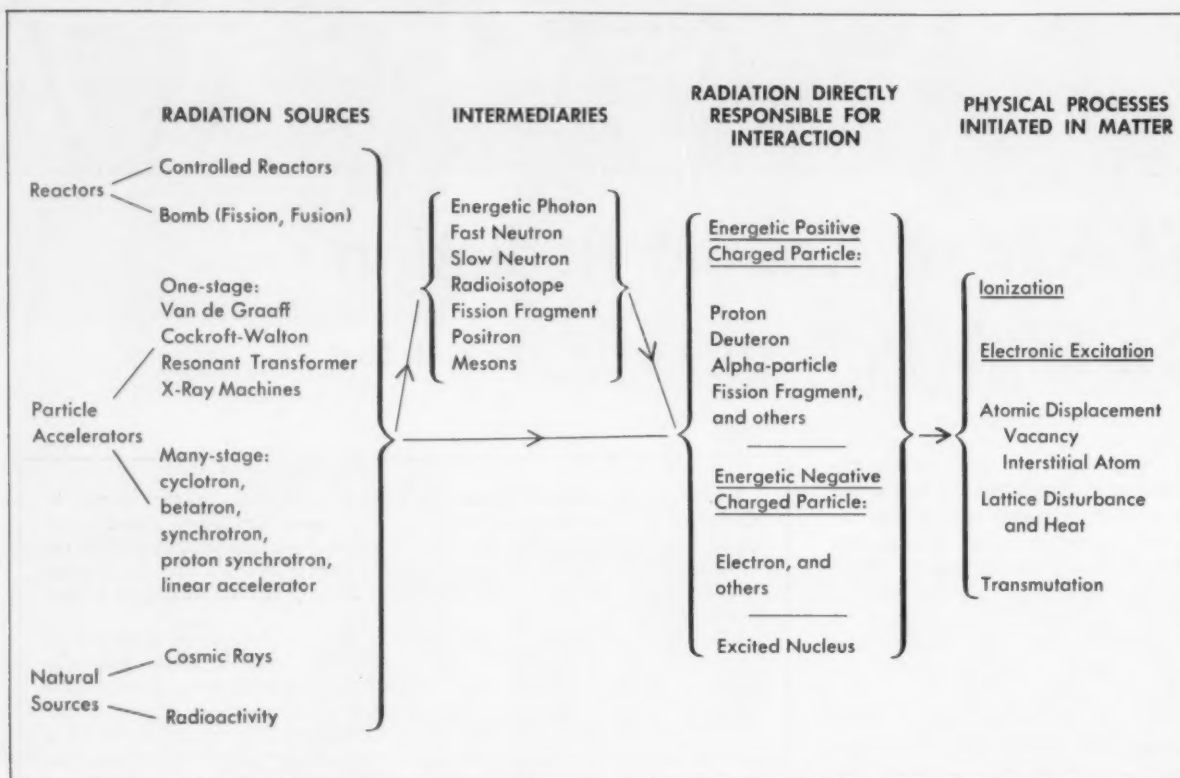 RADIATION SOURCES
Reactors
Controlled Reactors
Bomb (Fission, Fusion)
Particle
Accelerators
One-stage:
Van de Graaff
Cockroft-Walton
Resonant Transformer
X-Ray Machines
Many-stage:
cyclotron,
betatron,
synchrotron,
proton synchrotron,
linear accelerator
Natural
Sources
Cosmic Rays
Radioactivity
INTERMEDIARIES
Energetic Photon
Fast Neutron
Slow Neutron
Radioisotope
Fission Fragment
Positron
Mesons
RADIATION DIRECTLY
RESPONSIBLE FOR
INTERACTION
Energetic Positive
Charged Particle:
Proton
Deuteron
Alpha-particle
Fission Fragment,
and others
Energetic Negative
Charged Particle:
Electron, and
others
Excited Nucleus
PHYSICAL PROCESSES
INITIATED IN MATTER
Ionization
Electronic Excitation
Atomic Displacement
Vacancy
Interstitial Atom
Lattice Disturbance
and Heat
Transmutation